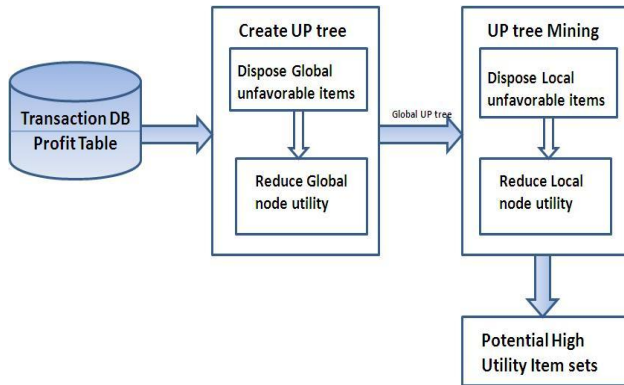 Transaction DB
Profit Table
Create UP tree
Dispose Global
unfavorable items
Reduce Global
node utility
Global UP tree
UP tree Mining
Dispose Local
unfavorable items
Reduce Local
node utility
Potential High
Utility Item sets